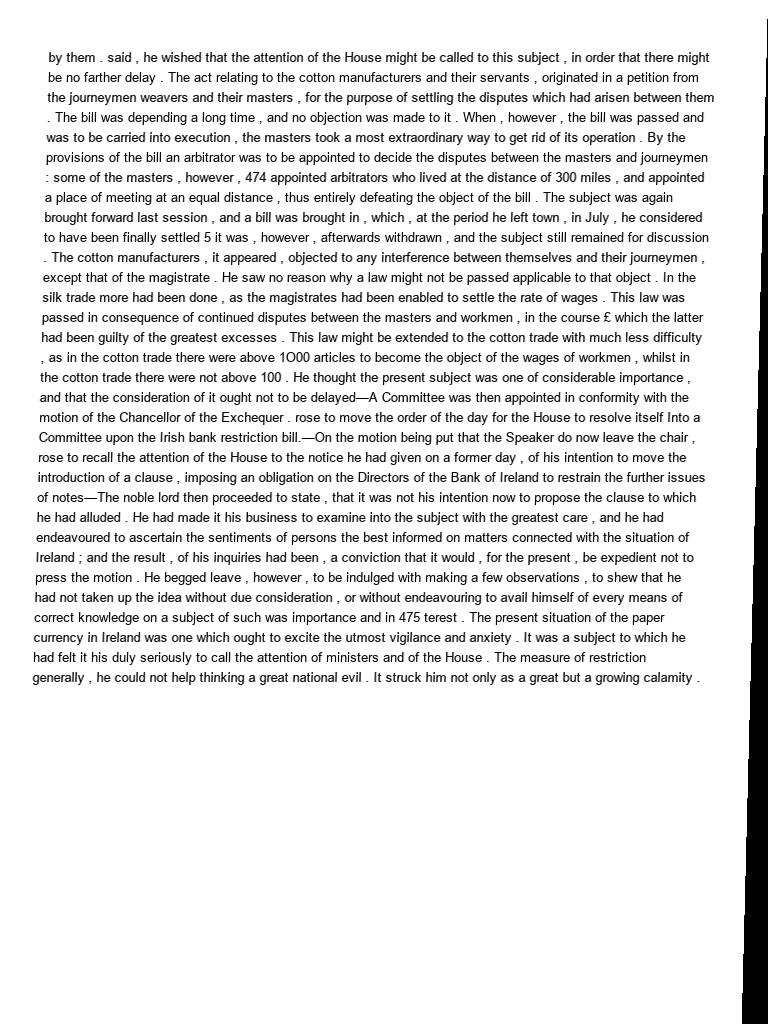 by them . said , he wished that the attention of the House might be called to this subject , in order that there might
be no farther delay . The act relating to the cotton manufacturers and their servants , originated in a petition from
the journeymen weavers and their masters , for the purpose of settling the disputes which had arisen between them
. The bill was depending a long time , and no objection was made to it . When , however , the bill was passed and
was to be carried into execution , the masters took a most extraordinary way to get rid of its operation . By the
provisions of the bill an arbitrator was to be appointed to decide the disputes between the masters and journeymen
: some of the masters , however , 474 appointed arbitrators who lived at the distance of 300 miles , and appointed
a place of meeting at an equal distance , thus entirely defeating the object of the bill . The subject was again
brought forward last session , and a bill was brought in , which , at the period he left town , in July , he considered
to have been finally settled 5 it was , however , afterwards withdrawn , and the subject still remained for discussion
. The cotton manufacturers , it appeared , objected to any interference between themselves and their journeymen ,
except that of the magistrate . He saw no reason why a law might not be passed applicable to that object . In the
silk trade more had been done , as the magistrates had been enabled to settle the rate of wages . This law was
passed in consequence of continued disputes between the masters and workmen , in the course £ which the latter
had been guilty of the greatest excesses . This law might be extended to the cotton trade with much less difficulty
, as in the cotton trade there were above 1O00 articles to become the object of the wages of workmen , whilst in
the cotton trade there were not above 100 . He thought the present subject was one of considerable importance ,
and that the consideration of it ought not to be delayed—A Committee was then appointed in conformity with the
motion of the Chancellor of the Exchequer . rose to move the order of the day for the House to resolve itself Into a
Committee upon the Irish bank restriction bill.—On the motion being put that the Speaker do now leave the chair ,
rose to recall the attention of the House to the notice he had given on a former day , of his intention to move the
introduction of a clause , imposing an obligation on the Directors of the Bank of Ireland to restrain the further issues
of notes—The noble lord then proceeded to state , that it was not his intention now to propose the clause to which
he had alluded . He had made it his business to examine into the subject with the greatest care , and he had
endeavoured to ascertain the sentiments of persons the best informed on matters connected with the situation of
Ireland ; and the result , of his inquiries had been , a conviction that it would , for the present , be expedient not to
press the motion . He begged leave , however , to be indulged with making a few observations , to shew that he
had not taken up the idea without due consideration , or without endeavouring to avail himself of every means of
correct knowledge on a subject of such was importance and in 475 terest . The present situation of the paper
currency in Ireland was one which ought to excite the utmost vigilance and anxiety . It was a subject to which he
had felt it his duly seriously to call the attention of ministers and of the House . The measure of restriction
generally , he could not help thinking a great national evil . It struck him not only as a great but a growing calamity .